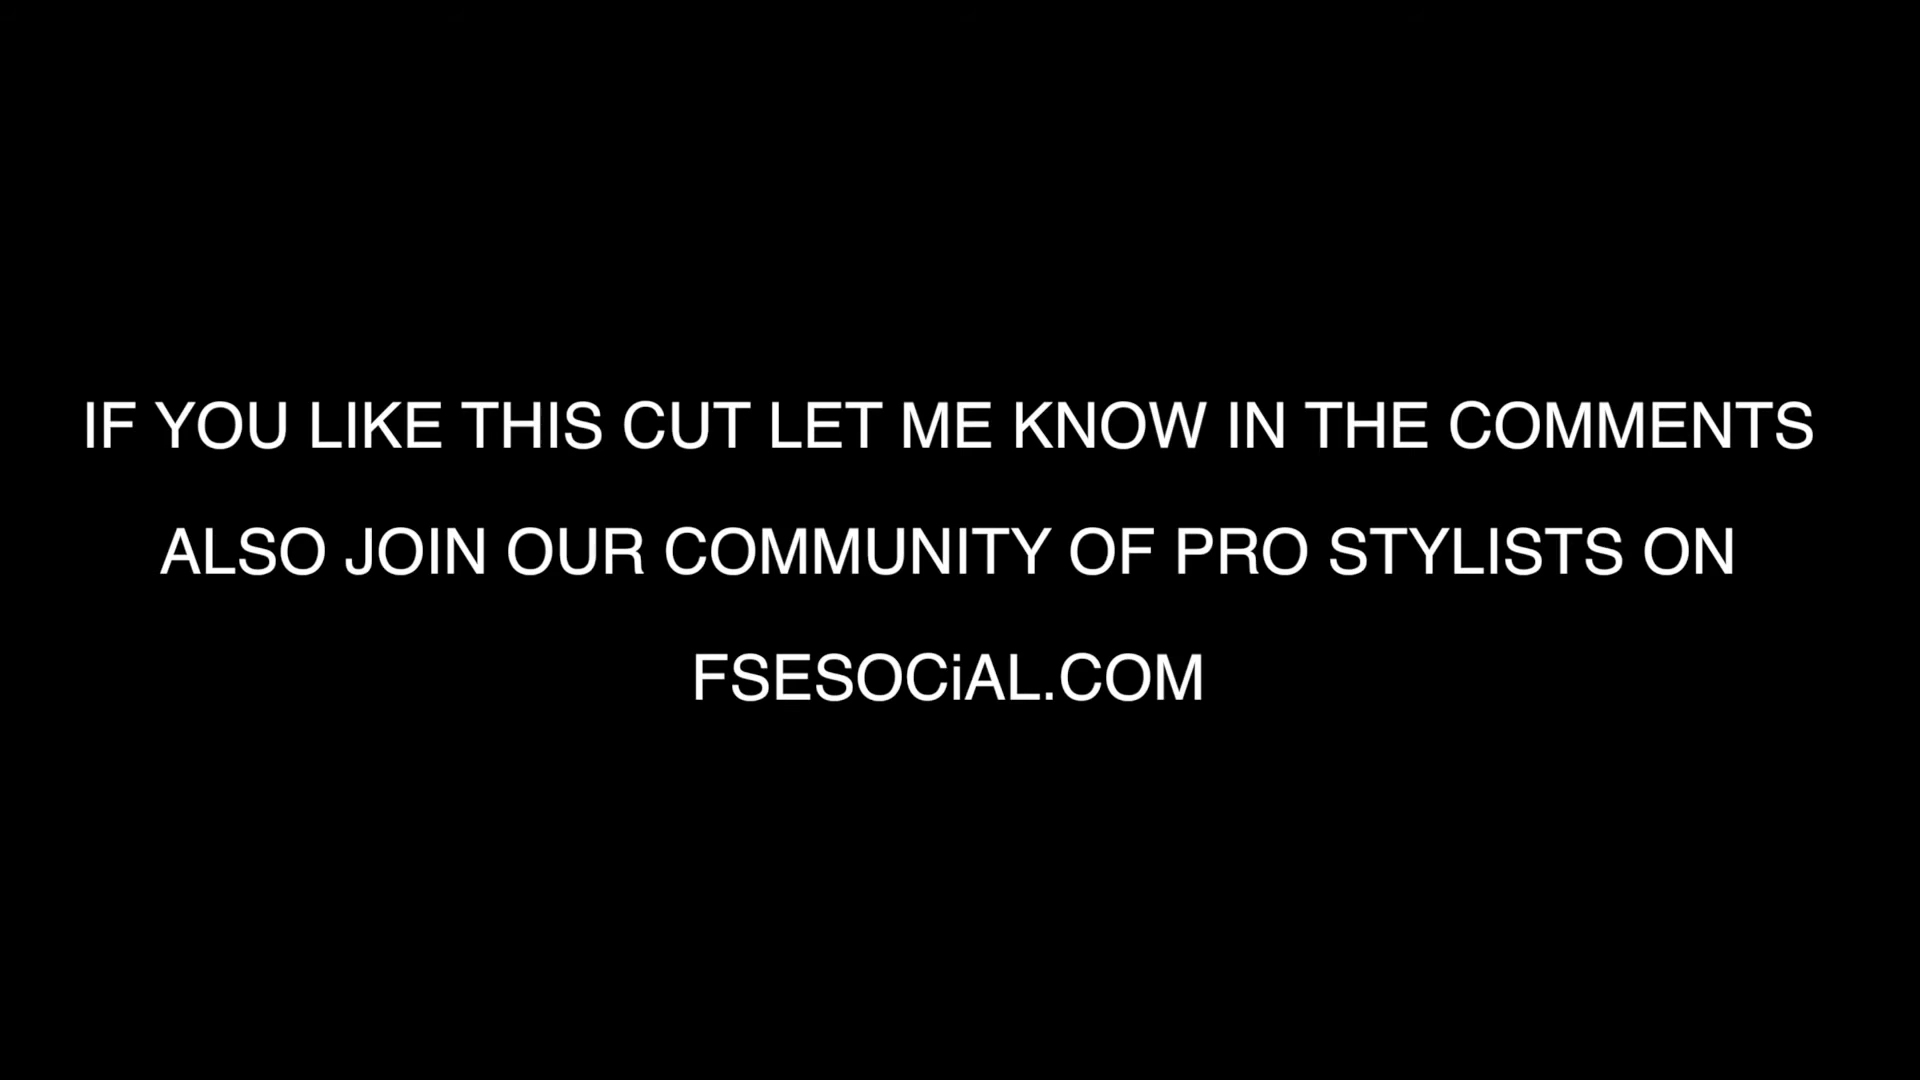 IF YOU LIKE THIS CUT LET ME KNOW IN THE COMMENTS
ALSO JOIN OUR COMMUNITY OF PRO STYLISTS ON
FSESOCiAL.COM